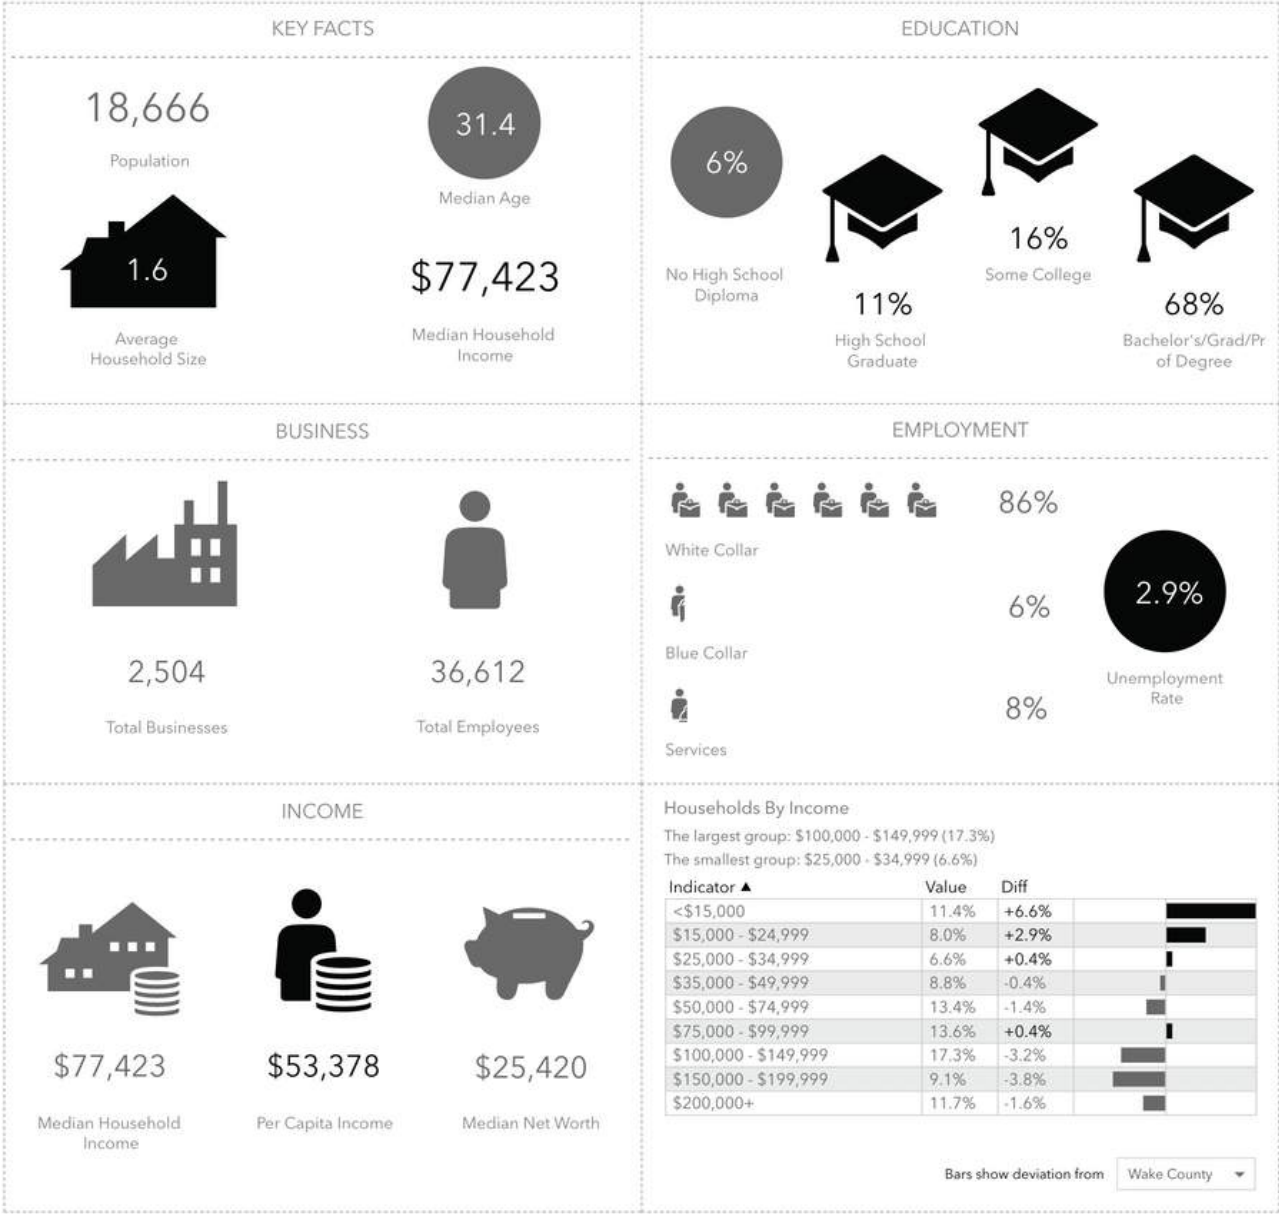 KEY FACTS
18,666
Population
31.4
Median Age
1.6
Average
Household Size
$77,423
Median Household
Income
EDUCATION
6%
No High School
Diploma
11%
High School
Graduate
16%
Some College
68%
Bachelor's/Grad/Pr
of Degree
BUSINESS
2,504
Total Businesses
36,612
Total Employees
EMPLOYMENT
86%
White Collar
6%
Blue Collar
8%
Services
2.9%
Unemployment
Rate
INCOME
$77,423
Median Household
Income
$53,378
Per Capita Income
$25,420
Median Net Worth
Households By Income
The largest group: $100,000 - $149,999 (17.3%)
The smallest group: $25,000 - $34,999 (6.6%)
Indicator ▲ Value Diff
<$15,000 11.4% +6.6%
$15,000 - $24,999 8.0% +2.9%
$25,000 - $34,999 6.6% +0.4%
$35,000 - $49,999 8.8% -0.4%
$50,000 - $74,999 13.4% -1.4%
$75,000 - $99,999 13.6% +0.4%
$100,000 - $149,999 17.3% -3.2%
$150,000 - $199,999 9.1% -3.8%
$200,000+ 11.7% -1.6%
Bars show deviation from Wake County